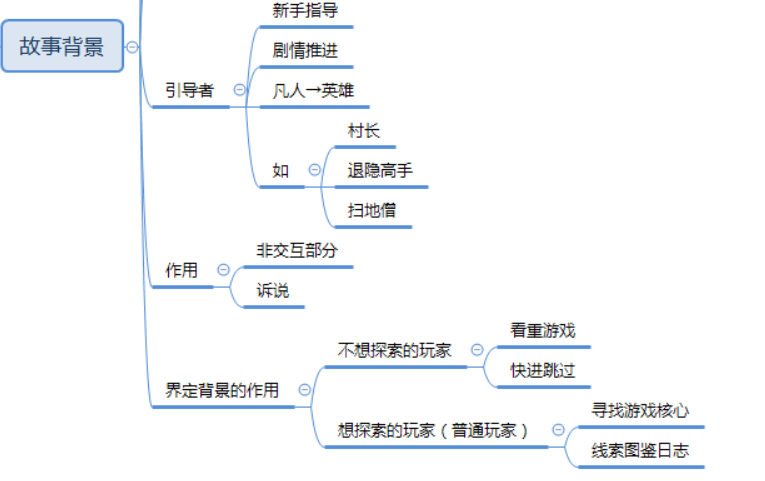 故事背景
引导者
新手指导
剧情推进
凡人→英雄
如
村长
退隐高手
扫地僧
作用
非交互部分
诉说
界定背景的作用
不想探索的玩家
看重游戏
快进跳过
想探索的玩家（普通玩家）
寻找游戏核心
线索图鉴日志